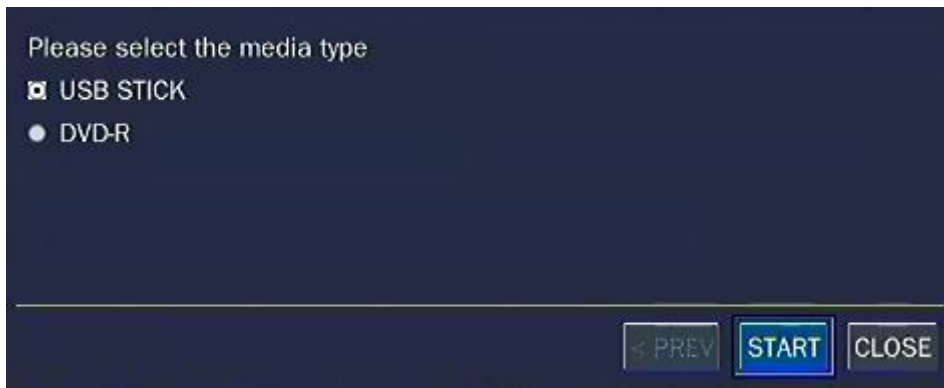 Please select the media type
USB STICK
DVD-R
< PREV START CLOSE